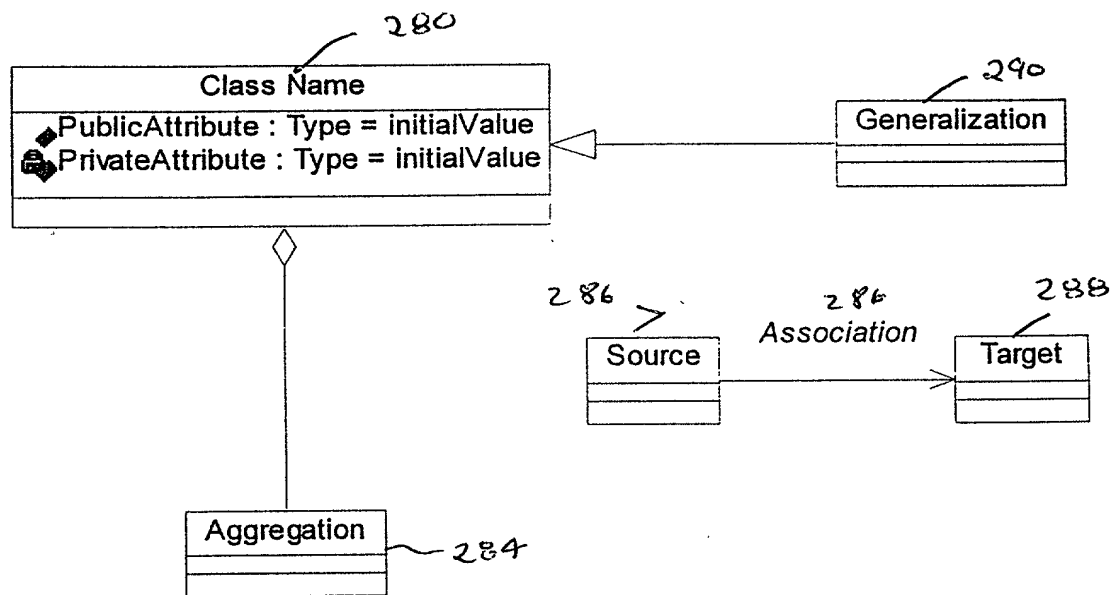 280
Class Name
PublicAttribute : Type = initialValue
PrivateAttribute : Type = initialValue
290
Generalization
286
Source
286
Association
288
Target
Aggregation
284